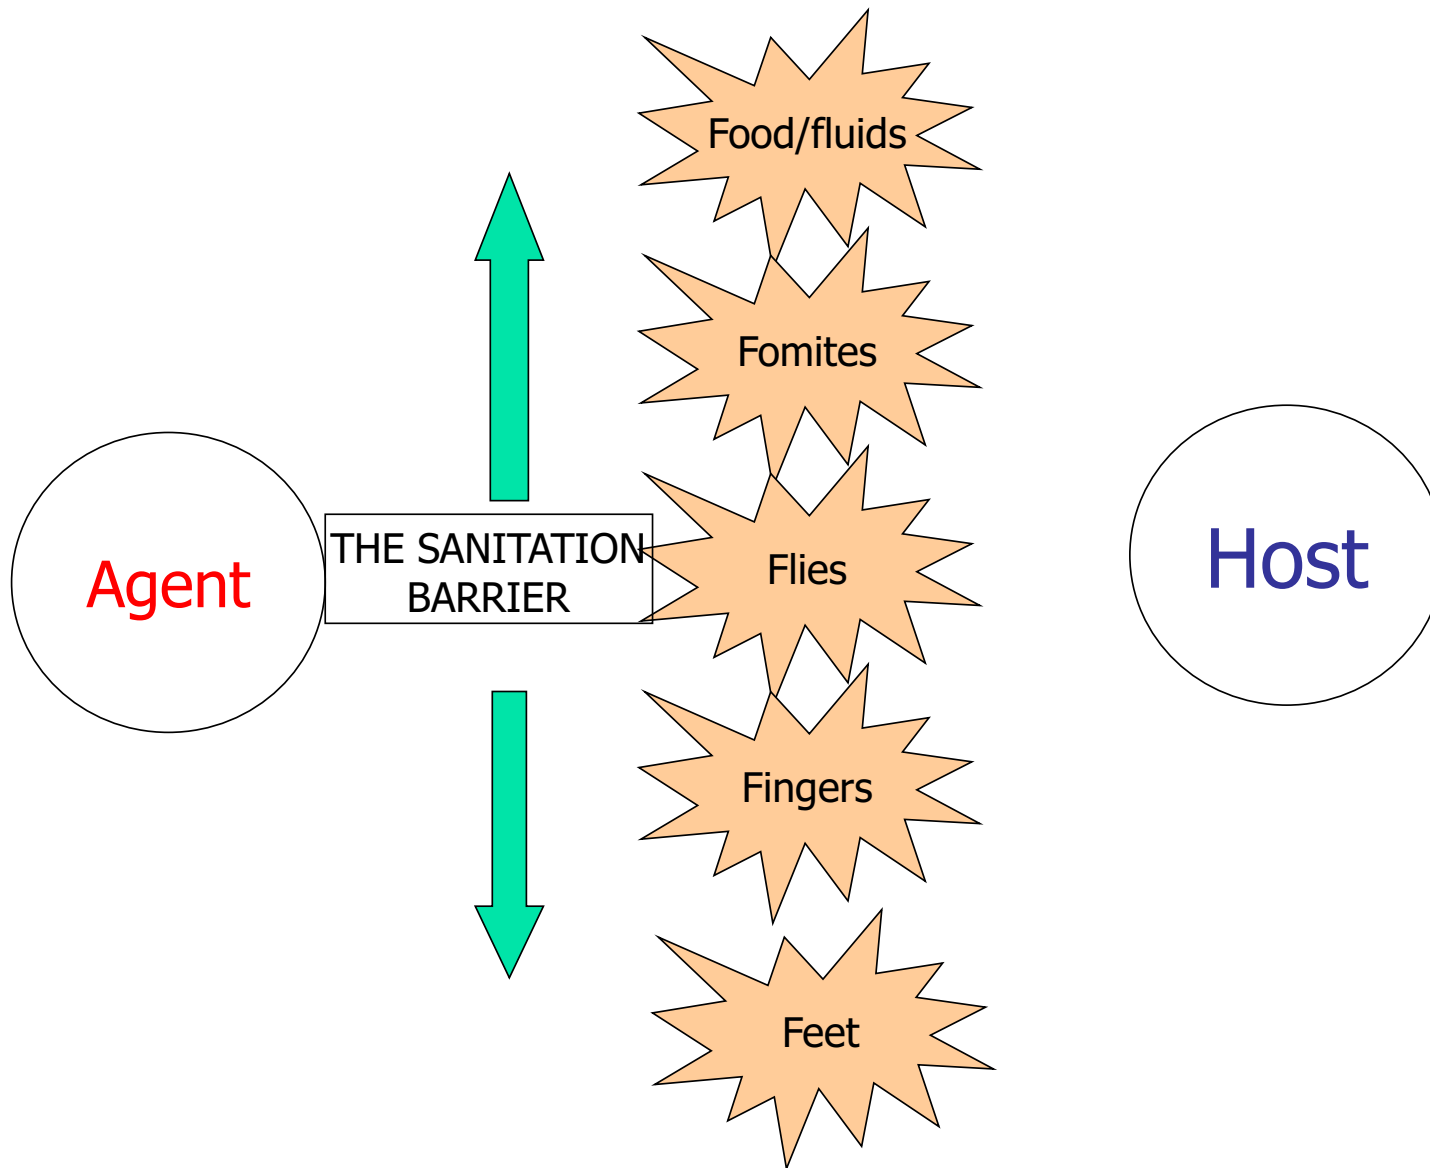 Food/fluids
Fomites
Agent
THE SANITATION
BARRIER
Flies
Host
Fingers
Feet